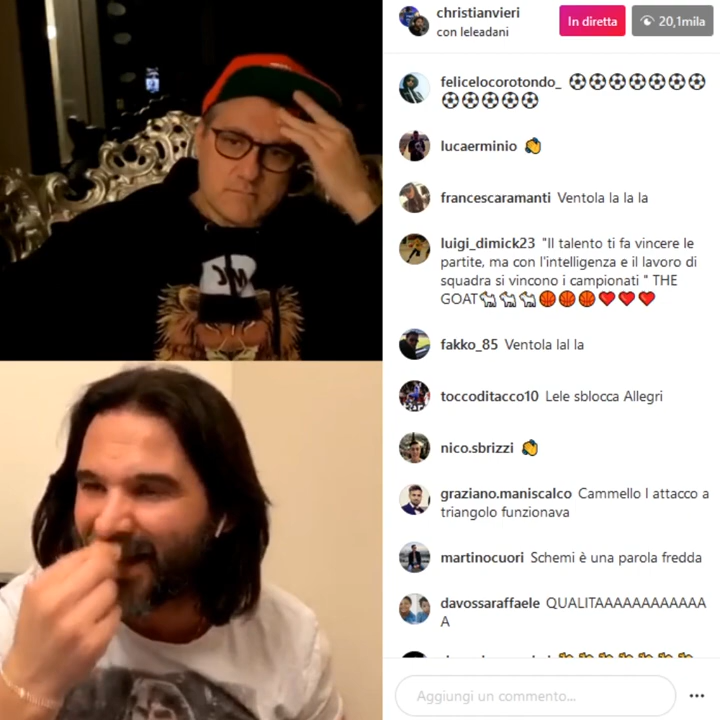 christianvieri
con leleadani
In diretta
20,1mila
felicelocorotondo_ ⚽⚽⚽⚽⚽⚽⚽
⚽⚽⚽⚽⚽
lucaerminio 👏
francescaramanti Ventola la la la
luigi_dimick23 "Il talento ti fa vincere le
partite, ma con l'intelligenza e il lavoro di
squadra si vincono i campionati " THE
GOAT🐐🐐🐐🏀🏀🏀❤️❤️❤️
fakko_85 Ventola lal la
toccoditacco10 Lele sblocca Allegri
nico.sbrizzi 👏
graziano.maniscalco Cammello l attacco a
triangolo funzionava
martinocuori Schemi è una parola fredda
davossaraffaele QUALITAAAAAAAAAAAA
A
Aggiungi un commento...